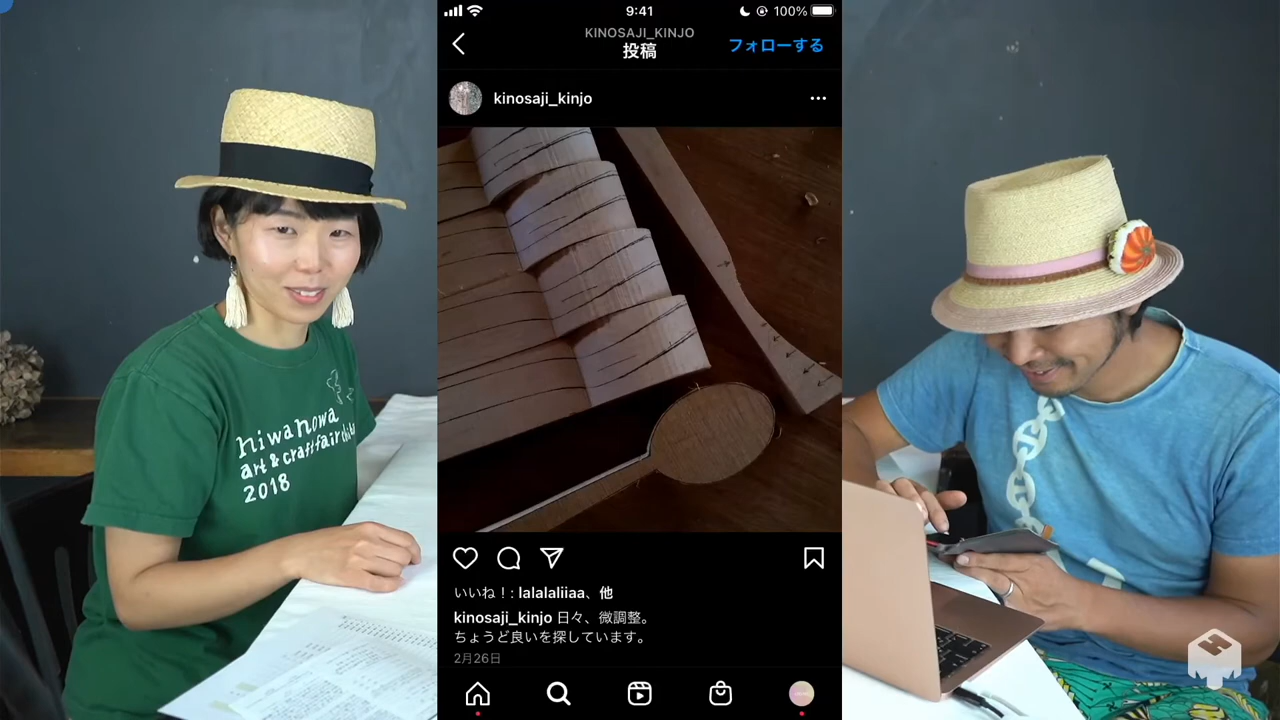 niwanowa
art & craft fair chiba
2018
9:41
100%
KINOSAJI_KINJO
投稿
フォローする
kinosaji_kinjo
いいね！: lalalaliiaa、他
kinosaji_kinjo 日々、微調整。
ちょうど良いを探しています。
2月26日